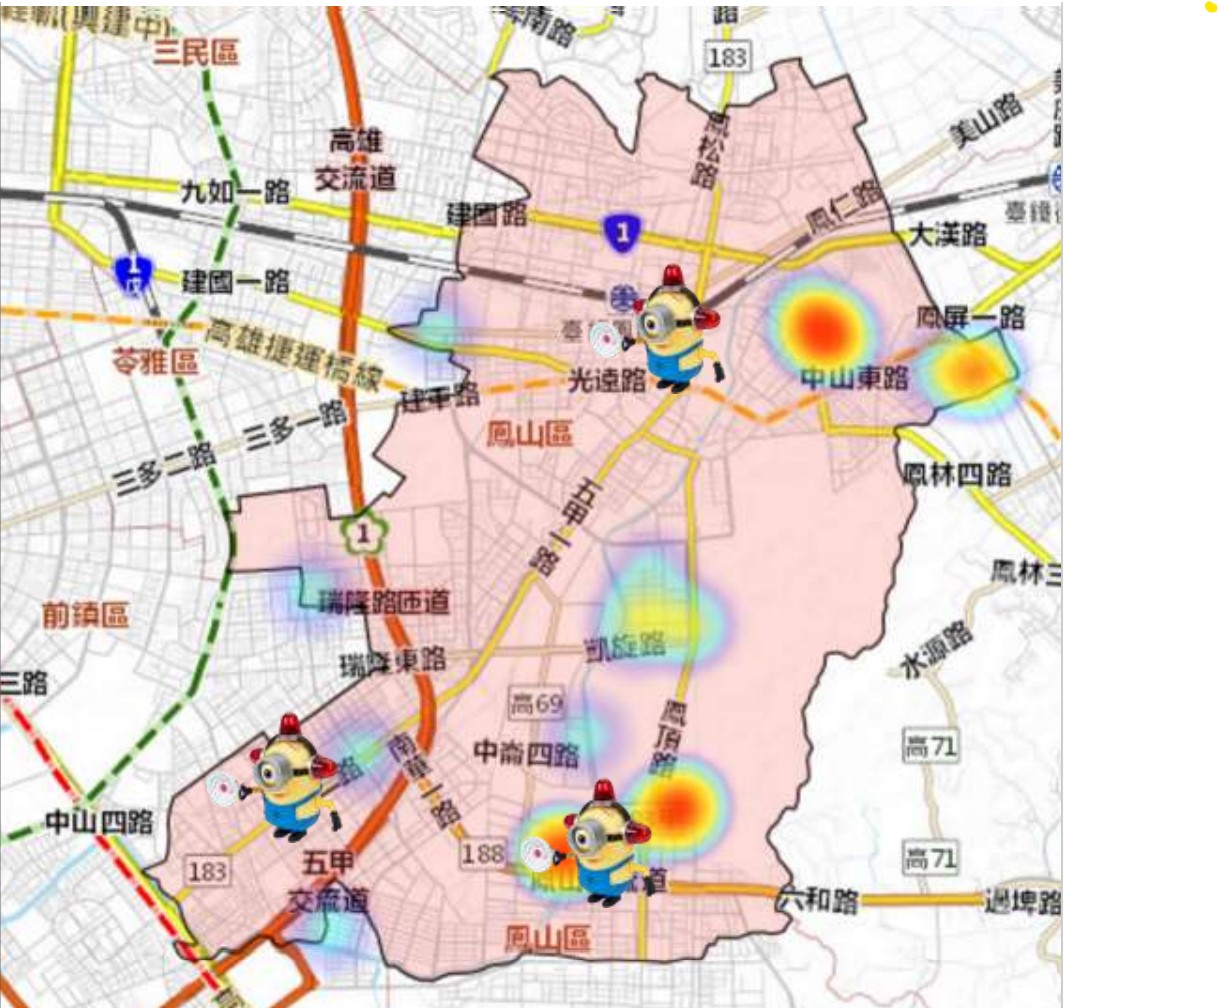 三民區
183
高雄
交流道
鳳松路
美山路
九如一路
建國路
1
鳳仁路
大漢路
1
戊
建國一路
高雄捷運橋線
鳳屏一路
苓雅區
光遠路
中山東路
建軍路
三多一路
鳳山區
三多二路
鳳林四路
五甲一路
1
鳳林三
瑞隆路匝道
前鎮區
凱旋路
水源路
瑞隆東路
三路
高69
鳳頂路
高71
南華一路
中崙四路
路
中山四路
188
高71
183
五甲
交流道
六和路
過埤路
鳳山區